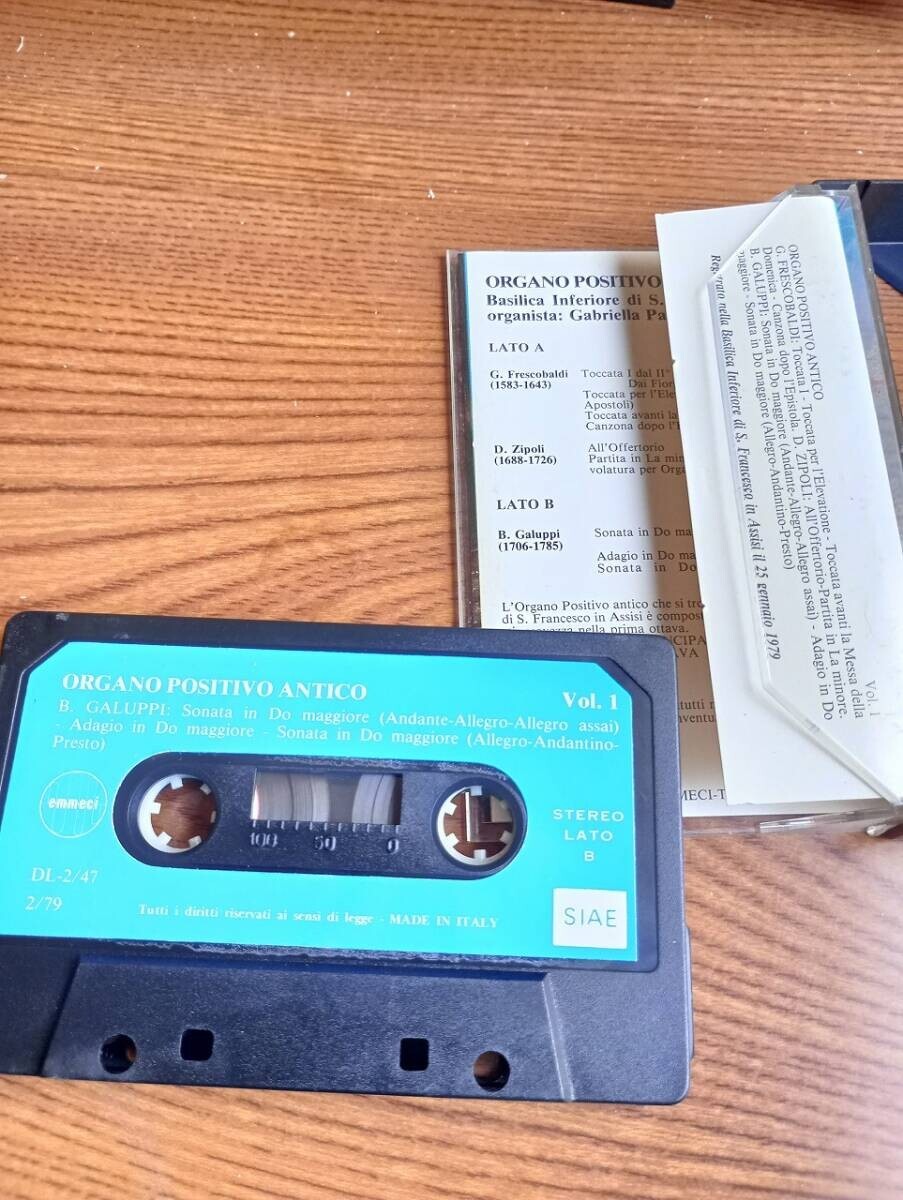 ORGANO POSITIVO
Basilica Inferiore di S.
organista: Gabriella Pa
LATO A
G. Frescobaldi Toccata I dal II°
(1583-1643) Dai Fior
Toccata per l'Ele
Apostoli)
Toccata avanti la
Canzona dopo l'E
D. Zipoli All'Offertorio
(1688-1726) Partita in La min
volatura per Orga
LATO B
B. Galuppi Sonata in Do ma
(1706-1785)
Adagio in Do ma
Sonata in Do
L'Organo Positivo antico che si tro
di S. Francesco in Assisi è compos
nella prima ottava.
CIPA
AVA
tutti
nventu
MECI-T
Vol. 1
ORGANO POSITIVO ANTICO
G. FRESCOBALDI: Toccata I - Toccata per l'Elevatione - Toccata avanti la Messa della
Domenica - Canzona dopo l'Epistola. D. ZIPOLI: All'Offertorio-Partita in La minore.
B. GALUPPI: Sonata in Do maggiore (Andante-Allegro-Allegro assai) - Adagio in Do
maggiore - Sonata in Do maggiore (Allegro-Andantino-Presto)
Registrato nella Basilica Inferiore di S. Francesco in Assisi il 25 gennaio 1979
ORGANO POSITIVO ANTICO Vol. 1
B. GALUPPI: Sonata in Do maggiore (Andante-Allegro-Allegro assai)
- Adagio in Do maggiore - Sonata in Do maggiore (Allegro-Andantino-
Presto)
emmeci
100 50 0
STEREO
LATO
B
DL-2/47
2/79
Tutti i diritti riservati ai sensi di legge - MADE IN ITALY
SIAE